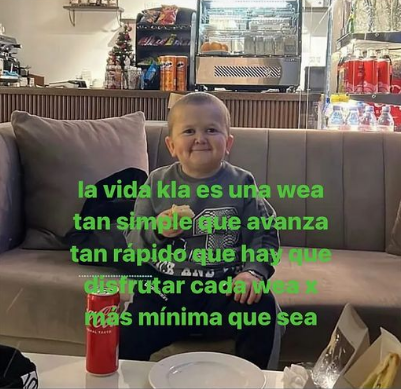 la vida kla es una wea
tan simple que avanza
tan rápido que hay que
disfrutar cada wea x
más mínima que sea